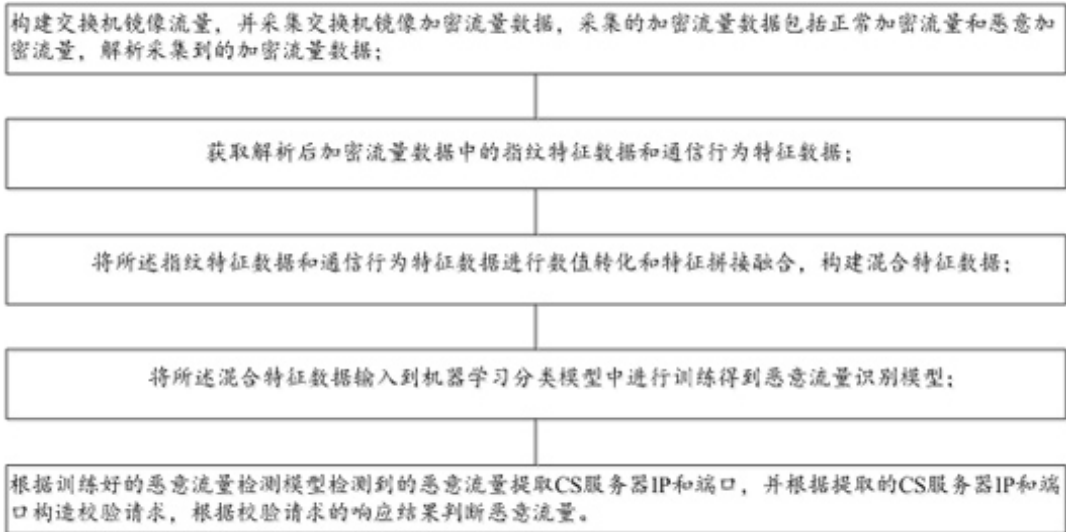 构建交换机镜像流量，并采集交换机镜像加密流量数据，采集的加密流量数据包括正常加密流量和恶意加
密流量，解析采集到的加密流量数据；
获取解析后加密流量数据中的指纹特征数据和通信行为特征数据；
将所述指纹特征数据和通信行为特征数据进行数值转化和特征拼接融合，构建混合特征数据；
将所述混合特征数据输入到机器学习分类模型中进行训练得到恶意流量识别模型；
根据训练好的恶意流量检测模型检测到的恶意流量提取CS服务器IP和端口，并根据提取的CS服务器IP和端
口构造校验请求，根据校验请求的响应结果判断恶意流量。